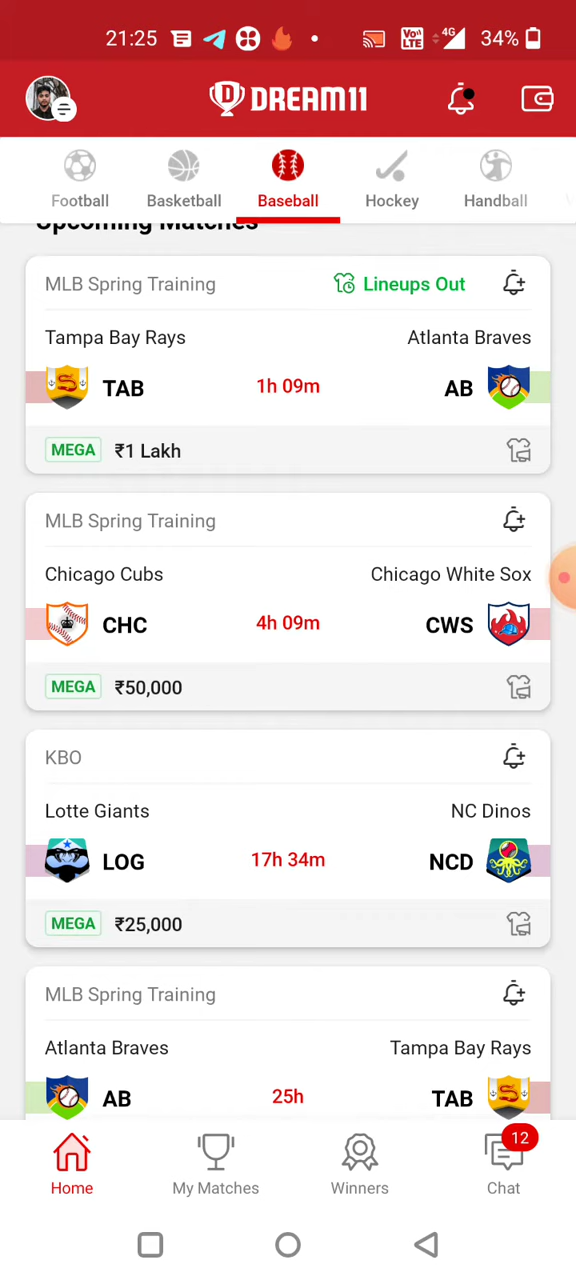 21:25 VoD LTE 4G 34%
DREAM11
Football Basketball Baseball Hockey Handball
Upcoming Matches
MLB Spring Training Lineups Out
Tampa Bay Rays Atlanta Braves
TAB 1h 09m AB
MEGA ₹1 Lakh
MLB Spring Training
Chicago Cubs Chicago White Sox
CHC 4h 09m CWS
MEGA ₹50,000
KBO
Lotte Giants NC Dinos
LOG 17h 34m NCD
MEGA ₹25,000
MLB Spring Training
Atlanta Braves Tampa Bay Rays
AB 25h TAB
12
Home My Matches Winners Chat